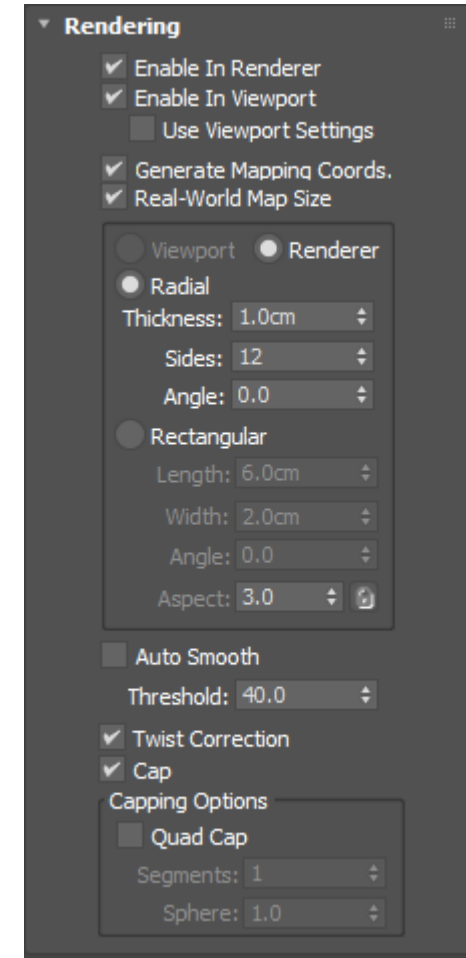 Rendering
Enable In Renderer
Enable In Viewport
Use Viewport Settings
Generate Mapping Coords.
Real-World Map Size
Viewport Renderer
Radial
Thickness: 1.0cm
Sides: 12
Angle: 0.0
Rectangular
Length: 6.0cm
Width: 2.0cm
Angle: 0.0
Aspect: 3.0
Auto Smooth
Threshold: 40.0
Twist Correction
Cap
Capping Options
Quad Cap
Segments: 1
Sphere: 1.0